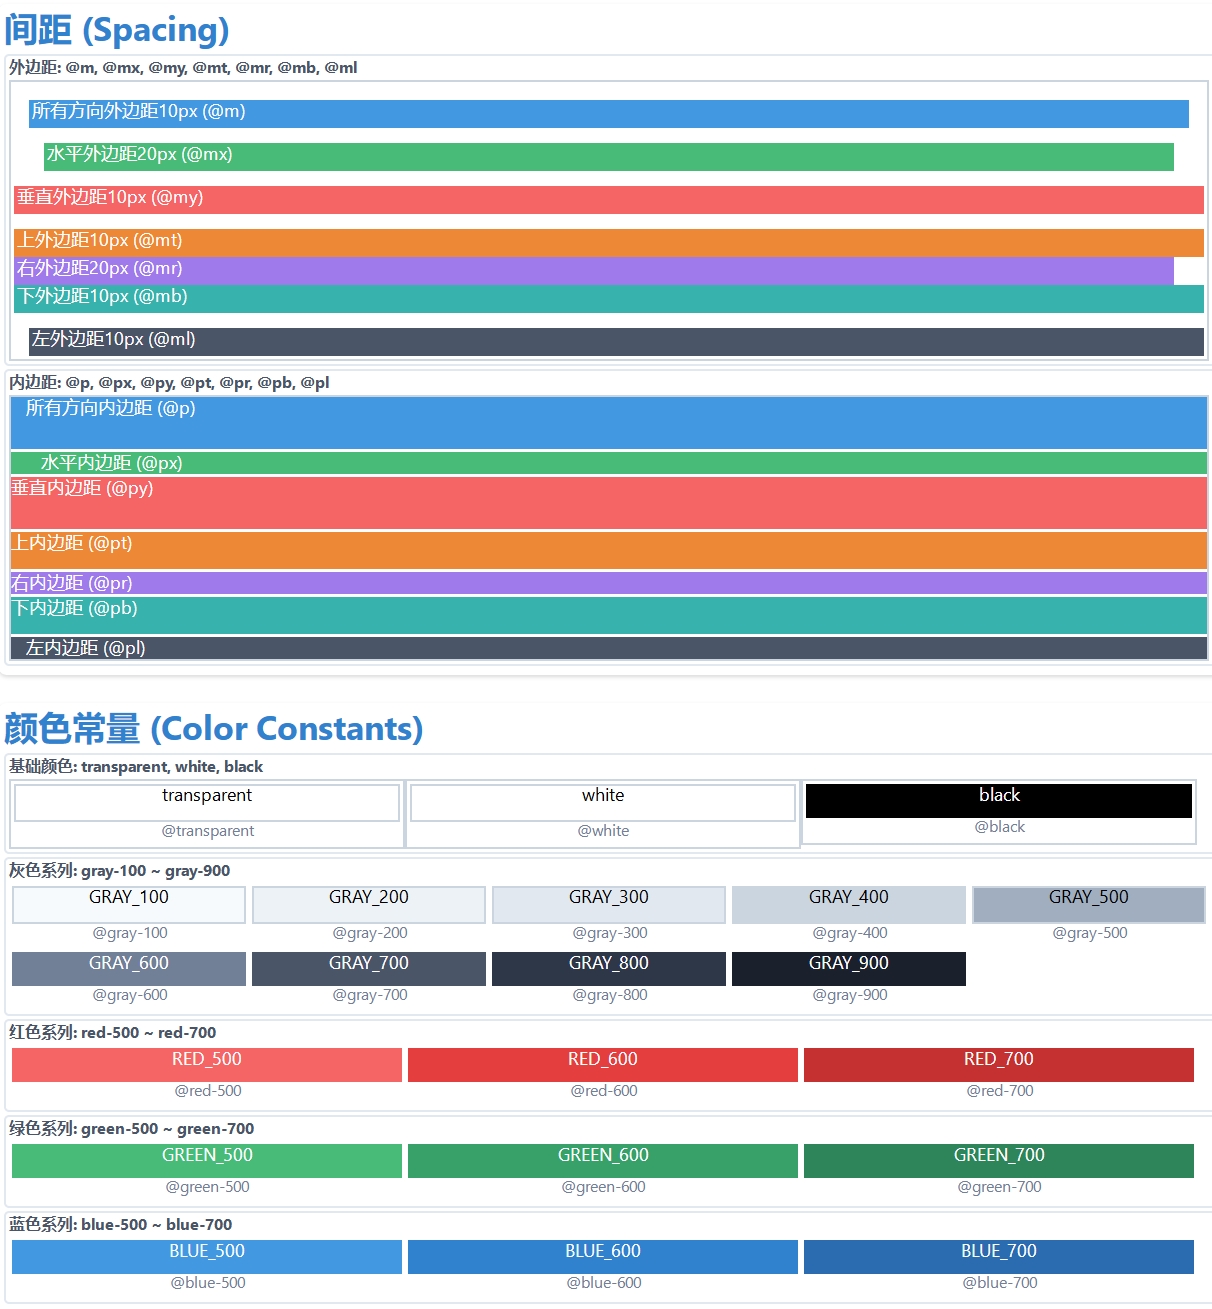 间距 (Spacing)
外边距: @m, @mx, @my, @mt, @mr, @mb, @ml
所有方向外边距10px (@m)
水平外边距20px (@mx)
垂直外边距10px (@my)
上外边距10px (@mt)
右外边距20px (@mr)
下外边距10px (@mb)
左外边距10px (@ml)
内边距: @p, @px, @py, @pt, @pr, @pb, @pl
所有方向内边距 (@p)
水平内边距 (@px)
垂直内边距 (@py)
上内边距 (@pt)
右内边距 (@pr)
下内边距 (@pb)
左内边距 (@pl)
颜色常量 (Color Constants)
基础颜色: transparent, white, black
transparent white black
@transparent @white @black
灰色系列: gray-100 ~ gray-900
GRAY_100 GRAY_200 GRAY_300 GRAY_400 GRAY_500
@gray-100 @gray-200 @gray-300 @gray-400 @gray-500
GRAY_600 GRAY_700 GRAY_800 GRAY_900
@gray-600 @gray-700 @gray-800 @gray-900
红色系列: red-500 ~ red-700
RED_500 RED_600 RED_700
@red-500 @red-600 @red-700
绿色系列: green-500 ~ green-700
GREEN_500 GREEN_600 GREEN_700
@green-500 @green-600 @green-700
蓝色系列: blue-500 ~ blue-700
BLUE_500 BLUE_600 BLUE_700
@blue-500 @blue-600 @blue-700